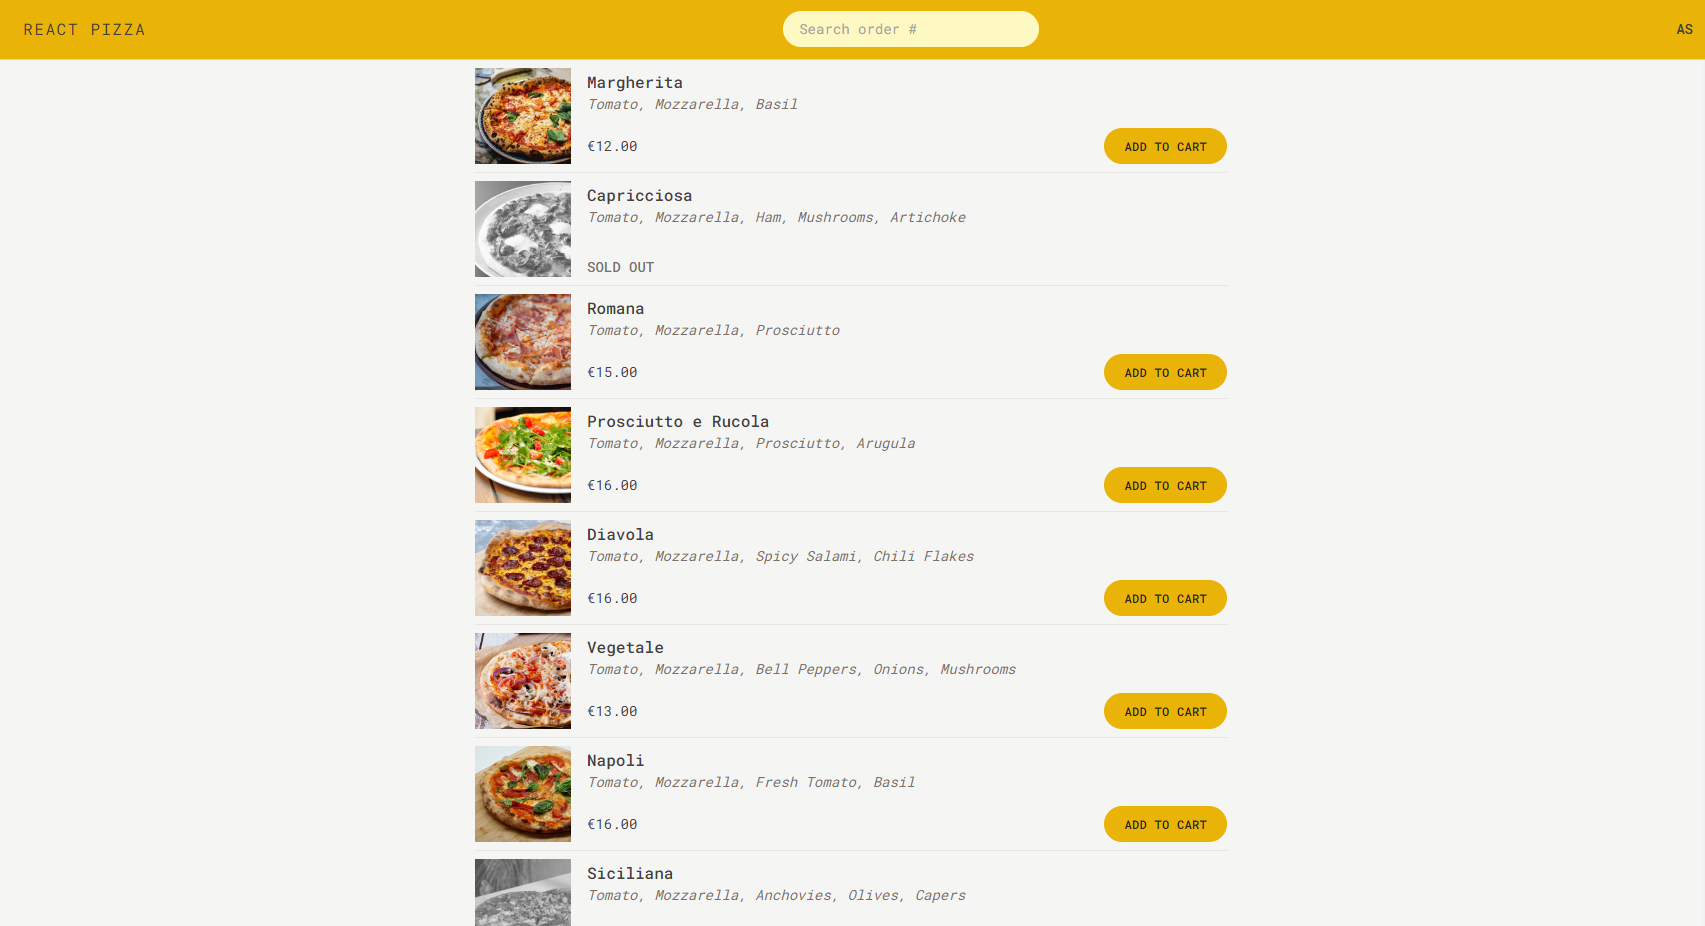 REACT PIZZA
Search order #
AS
Margherita
Tomato, Mozzarella, Basil
€12.00
ADD TO CART
Capricciosa
Tomato, Mozzarella, Ham, Mushrooms, Artichoke
SOLD OUT
Romana
Tomato, Mozzarella, Prosciutto
€15.00
ADD TO CART
Prosciutto e Rucola
Tomato, Mozzarella, Prosciutto, Arugula
€16.00
ADD TO CART
Diavola
Tomato, Mozzarella, Spicy Salami, Chili Flakes
€16.00
ADD TO CART
Vegetale
Tomato, Mozzarella, Bell Peppers, Onions, Mushrooms
€13.00
ADD TO CART
Napoli
Tomato, Mozzarella, Fresh Tomato, Basil
€16.00
ADD TO CART
Siciliana
Tomato, Mozzarella, Anchovies, Olives, Capers